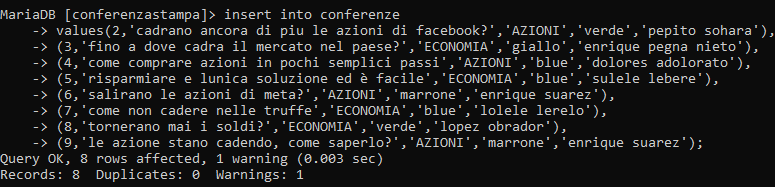 MariaDB [conferenzastampa]> insert into conferenze
    -> values(2,'cadrano ancora di piu le azioni di facebook?','AZIONI','verde','pepito sohara'),
    -> (3,'fino a dove cadra il mercato nel paese?','ECONOMIA','giallo','enrique pegna nieto'),
    -> (4,'come comprare azioni in pochi semplici passi','AZIONI','blue','dolores adolorato'),
    -> (5,'risparmiare e lunica soluzione ed è facile','ECONOMIA','blue','sulele lebere'),
    -> (6,'salirano le azioni di meta?','AZIONI','marrone','enrique suarez'),
    -> (7,'come non cadere nelle truffe','ECONOMIA','blue','lolele lerelo'),
    -> (8,'tornerano mai i soldi?','ECONOMIA','verde','lopez obrador'),
    -> (9,'le azione stano cadendo, come saperlo?','AZIONI','marrone','enrique suarez');
Query OK, 8 rows affected, 1 warning (0.003 sec)
Records: 8  Duplicates: 0  Warnings: 1